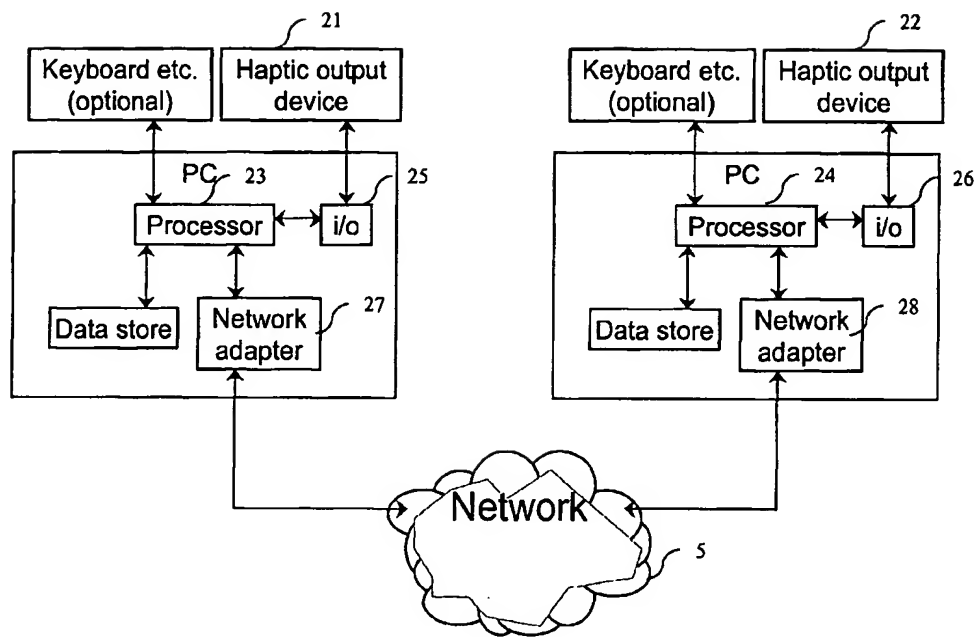 21
22
Keyboard etc.
(optional)
Haptic output
device
Keyboard etc.
(optional)
Haptic output
device
PC
23
25
Processor
i/o
Data store
Network
adapter
27
PC
24
26
Processor
i/o
Data store
Network
adapter
28
Network
5